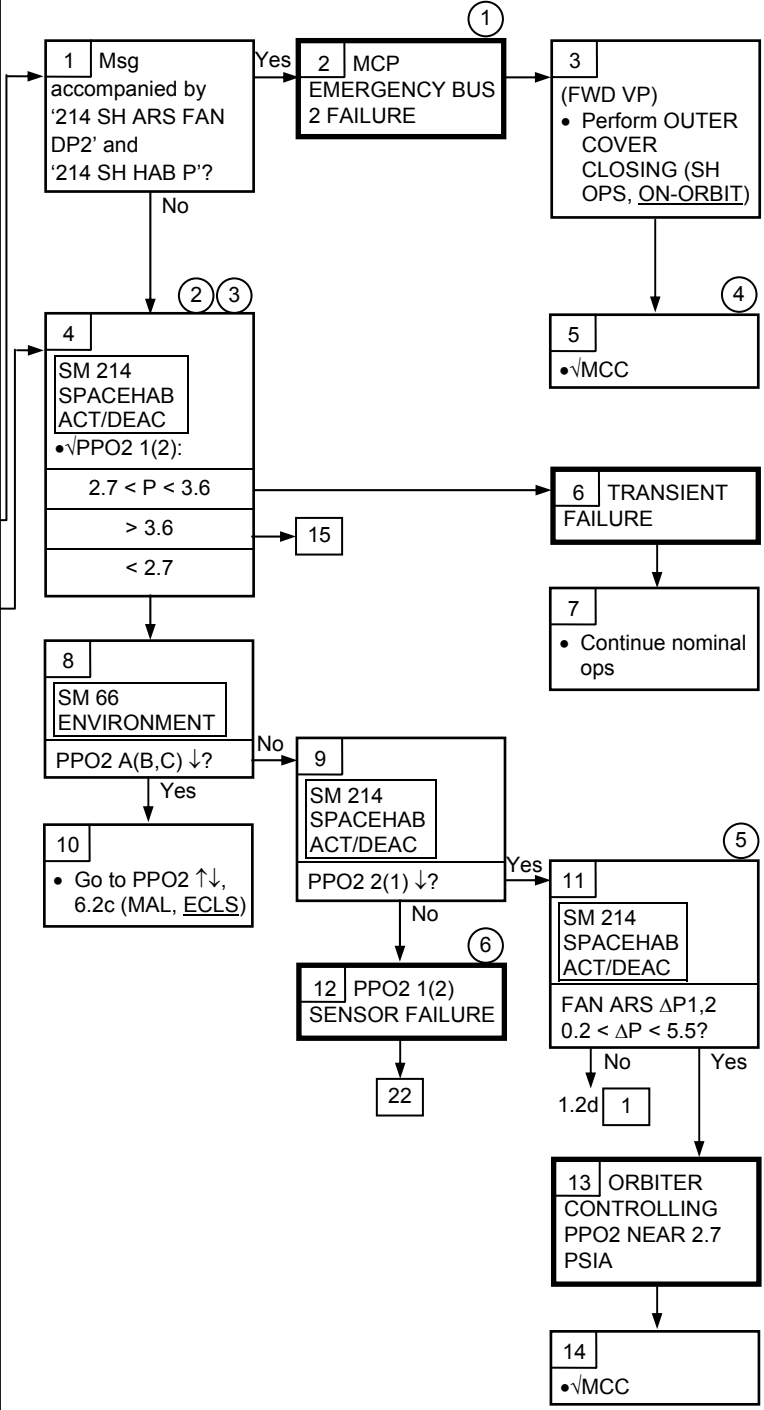 1
1 Msg
accompanied by
‘214 SH ARS FAN
DP2’ and
‘214 SH HAB P’?
Yes
No
2 MCP
EMERGENCY BUS
2 FAILURE
3
(FWD VP)
• Perform OUTER
COVER
CLOSING (SH
OPS, ON-ORBIT)
2 3
4
4
SM 214
SPACEHAB
ACT/DEAC
•√PPO2 1(2):
2.7 < P < 3.6
> 3.6
< 2.7
15
5
•√MCC
6 TRANSIENT
FAILURE
7
• Continue nominal
ops
8
SM 66
ENVIRONMENT
PPO2 A(B,C) ↓?
No
Yes
9
SM 214
SPACEHAB
ACT/DEAC
PPO2 2(1) ↓?
Yes
No
10
• Go to PPO2 ↑↓,
6.2c (MAL, ECLS)
5
11
SM 214
SPACEHAB
ACT/DEAC
FAN ARS ∆P1,2
0.2 < ∆P < 5.5?
No Yes
6
12 PPO2 1(2)
SENSOR FAILURE
22
1.2d 1
13 ORBITER
CONTROLLING
PPO2 NEAR 2.7
PSIA
14
•√MCC